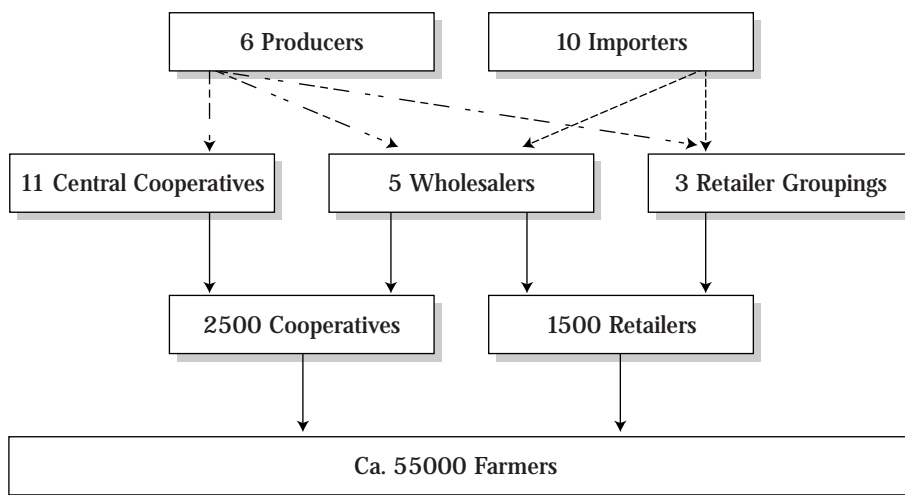 6 Producers
10 Importers
11 Central Cooperatives
5 Wholesalers
3 Retailer Groupings
2500 Cooperatives
1500 Retailers
Ca. 55000 Farmers